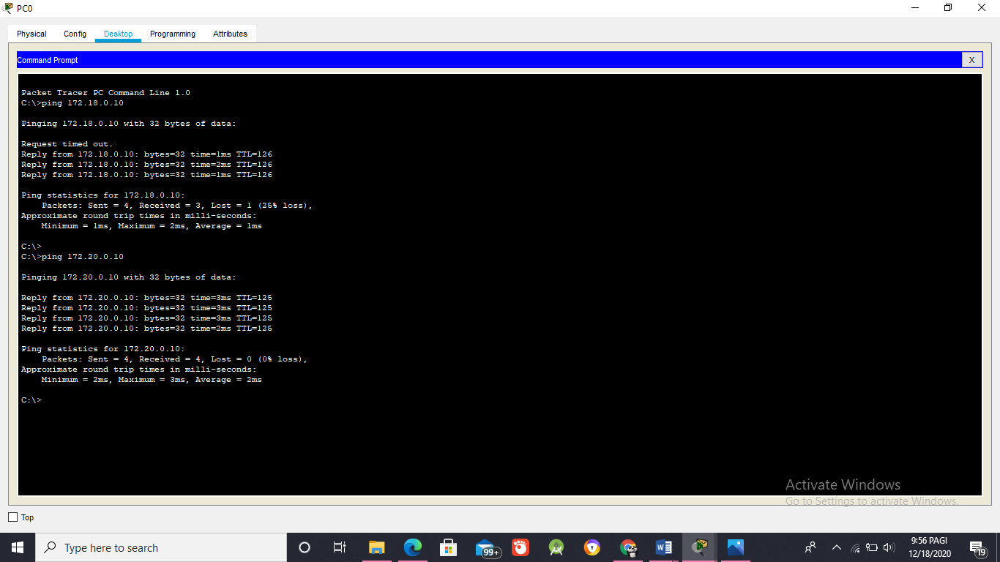 PC0
Physical Config Desktop Programming Attributes
Command Prompt X
Packet Tracer PC Command Line 1.0
C:\>ping 172.18.0.10
Pinging 172.18.0.10 with 32 bytes of data:
Request timed out.
Reply from 172.18.0.10: bytes=32 time=1ms TTL=126
Reply from 172.18.0.10: bytes=32 time=2ms TTL=126
Reply from 172.18.0.10: bytes=32 time=1ms TTL=126
Ping statistics for 172.18.0.10:
Packets: Sent = 4, Received = 3, Lost = 1 (25% loss),
Approximate round trip times in milli-seconds:
Minimum = 1ms, Maximum = 2ms, Average = 1ms
C:\>
C:\>ping 172.20.0.10
Pinging 172.20.0.10 with 32 bytes of data:
Reply from 172.20.0.10: bytes=32 time=3ms TTL=125
Reply from 172.20.0.10: bytes=32 time=3ms TTL=125
Reply from 172.20.0.10: bytes=32 time=3ms TTL=125
Reply from 172.20.0.10: bytes=32 time=2ms TTL=125
Ping statistics for 172.20.0.10:
Packets: Sent = 4, Received = 4, Lost = 0 (0% loss),
Approximate round trip times in milli-seconds:
Minimum = 2ms, Maximum = 3ms, Average = 2ms
C:\>
Activate Windows
Go to Settings to activate Windows.
Top
Type here to search
99+
W
9:56 PAGI
12/18/2020
19